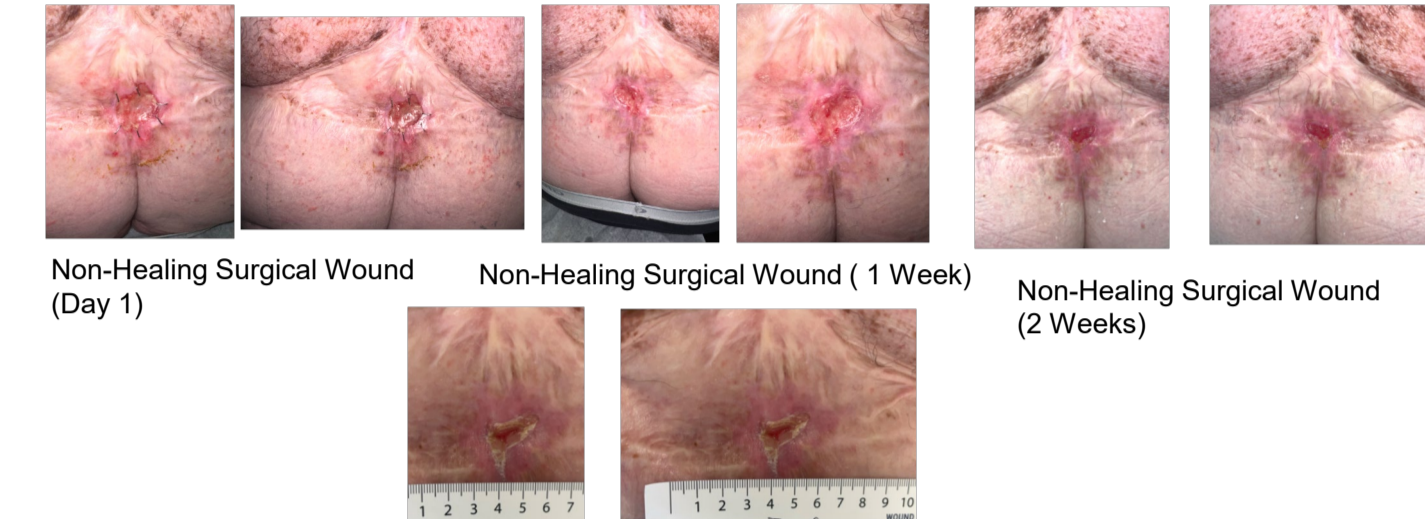 Non-Healing Surgical Wound
(Day 1)
Non-Healing Surgical Wound ( 1 Week)
Non-Healing Surgical Wound
(2 Weeks)
1 2 3 4 5 6 7
1 2 3 4 5 6 7 8 9 10
WOUND